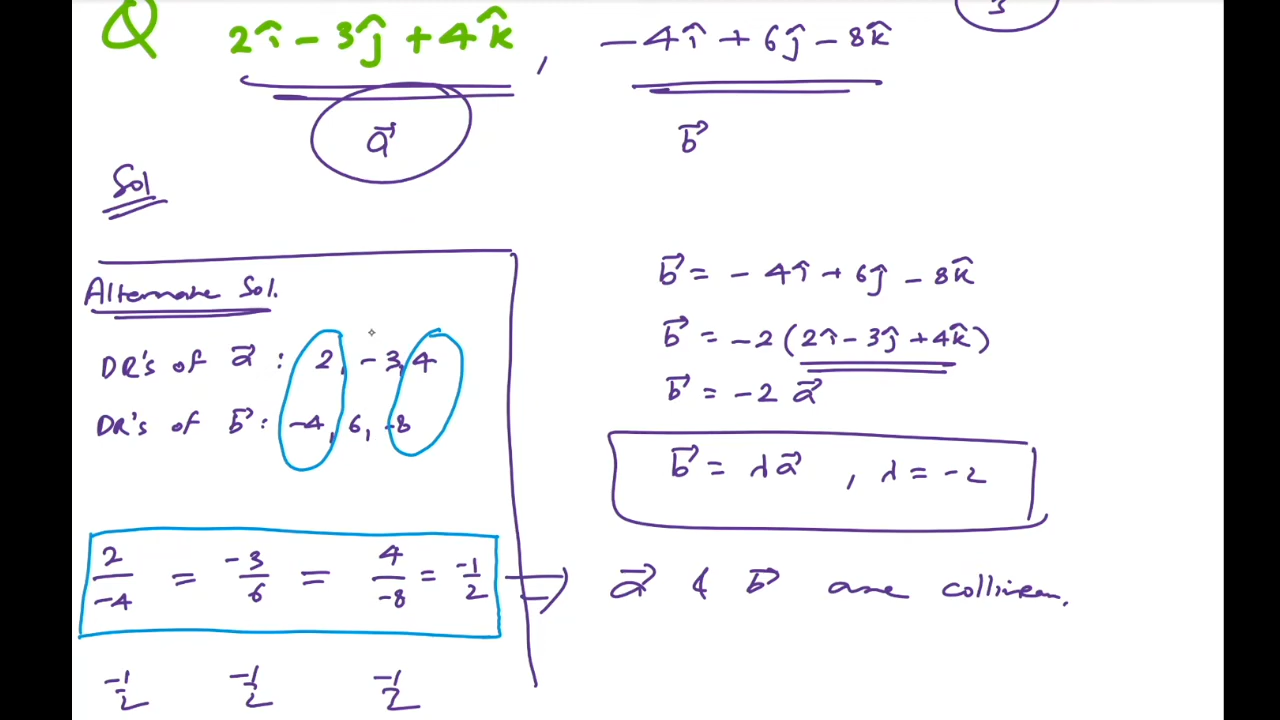 Q 2î - 3ĵ + 4k̂ , -4î + 6ĵ - 8k̂
a⃗ b⃗
Sol
Alternate Sol.
DR's of a⃗ : 2, -3, 4
DR's of b⃗ : -4, 6, -8
2/-4 = -3/6 = 4/-8 = -1/2 ⇒ a⃗ & b⃗ are collinear.
-1/2 -1/2 -1/2
b⃗ = - 4î + 6ĵ - 8k̂
b⃗ = -2 (2î - 3ĵ + 4k̂)
b⃗ = -2 a⃗
b⃗ = λa⃗ , λ = -2